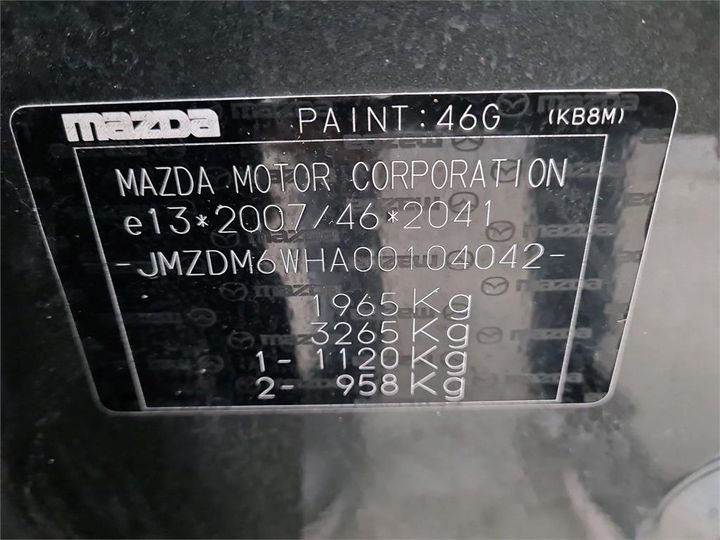 mazda PAINT:46G (KB8M)
MAZDA MOTOR CORPORATION
e13*2007/46*2041
-JMZDM6WHA00104042-
1965Kg
3265Kg
1- 1120Kg
2- 958Kg